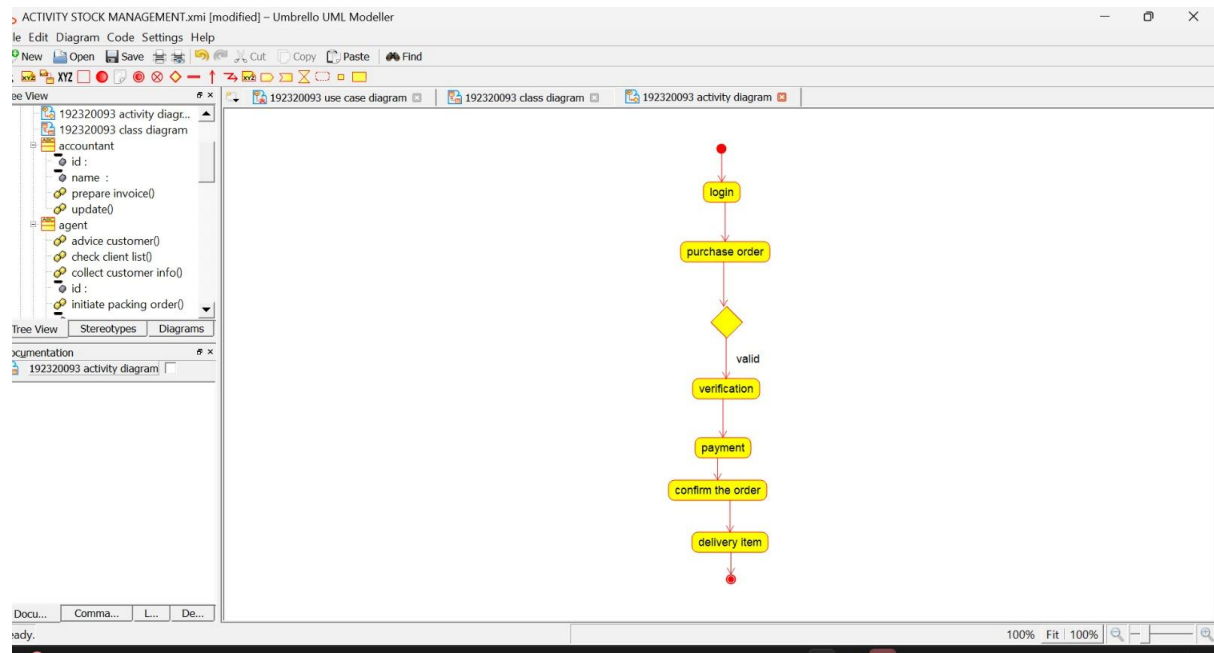 ACTIVITY STOCK MANAGEMENT.xmi [modified] – Umbrello UML Modeller
le Edit Diagram Code Settings Help
New Open Save Cut Copy Paste Find
XYZ
ee View
192320093 use case diagram 192320093 class diagram 192320093 activity diagram
192320093 activity diagr...
192320093 class diagram
accountant
id :
name :
prepare invoice()
update()
agent
advice customer()
check client list()
collect customer info()
id :
initiate packing order()
Tree View Stereotypes Diagrams
ocumentation
192320093 activity diagram
login
purchase order
valid
verification
payment
confirm the order
delivery item
Docu... Comma... L... De...
eady.
100% Fit 100%